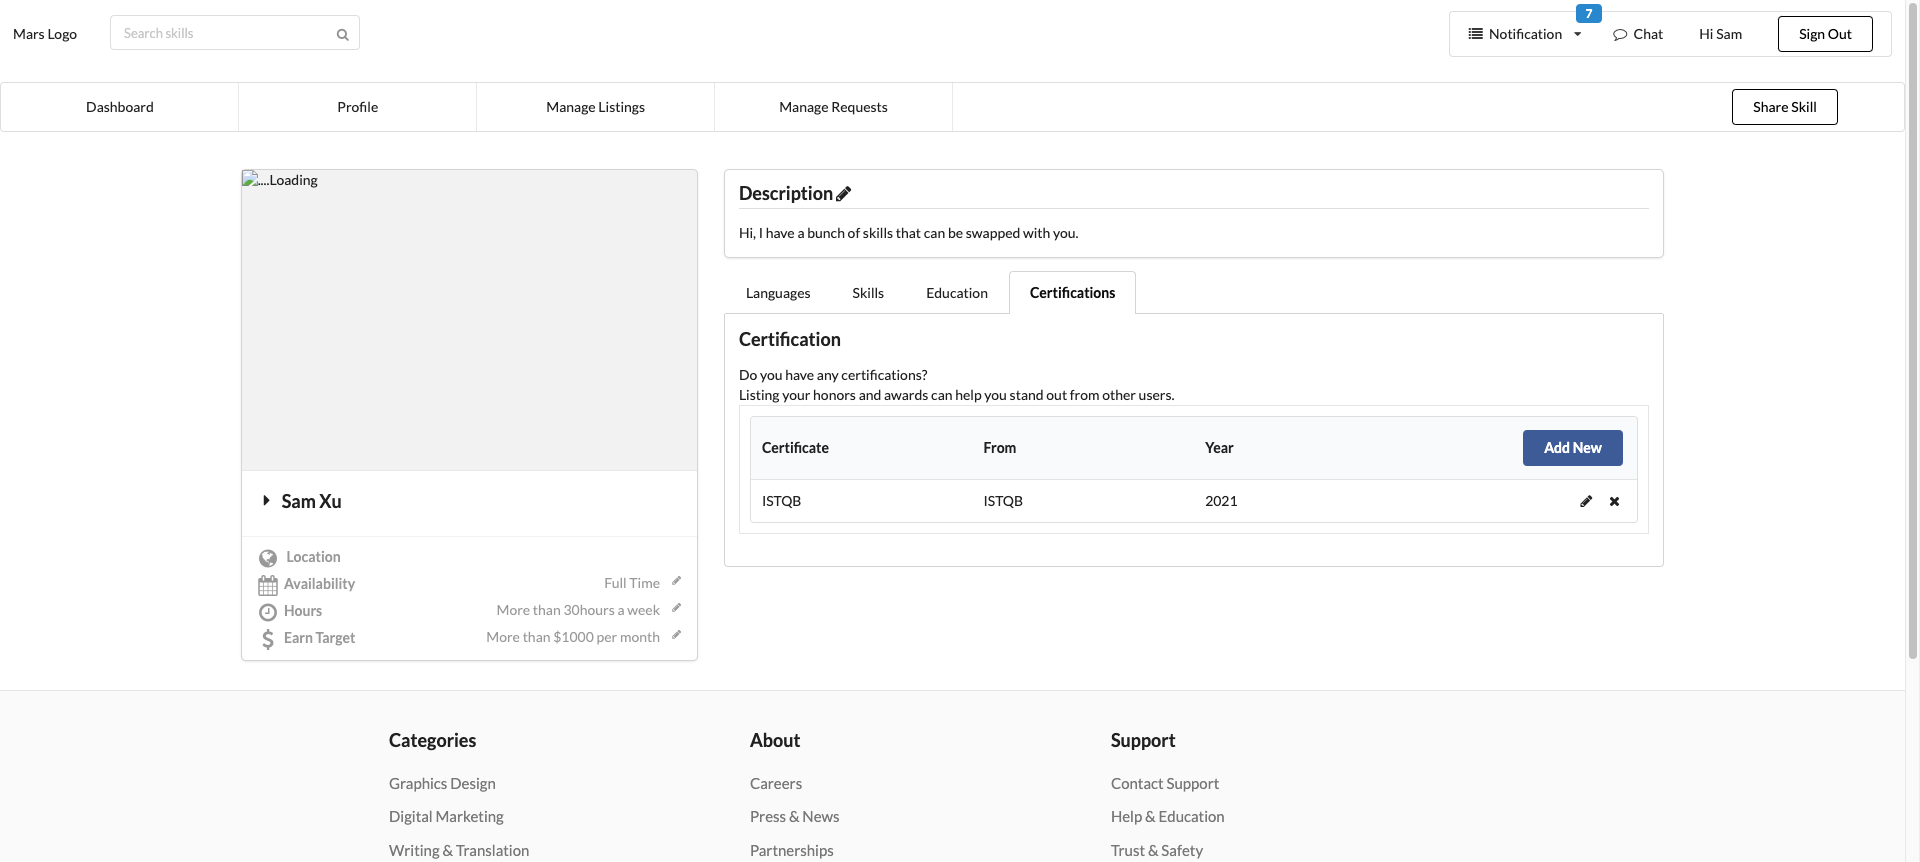 Mars Logo
Search skills
7
Notification
Chat
Hi Sam
Sign Out
Dashboard
Profile
Manage Listings
Manage Requests
Share Skill
....Loading
Sam Xu
Location
Availability
Full Time
Hours
More than 30hours a week
Earn Target
More than $1000 per month
Description
Hi, I have a bunch of skills that can be swapped with you.
Languages
Skills
Education
Certifications
Certification
Do you have any certifications?
Listing your honors and awards can help you stand out from other users.
Certificate
From
Year
Add New
ISTQB
ISTQB
2021
Categories
Graphics Design
Digital Marketing
Writing & Translation
About
Careers
Press & News
Partnerships
Support
Contact Support
Help & Education
Trust & Safety